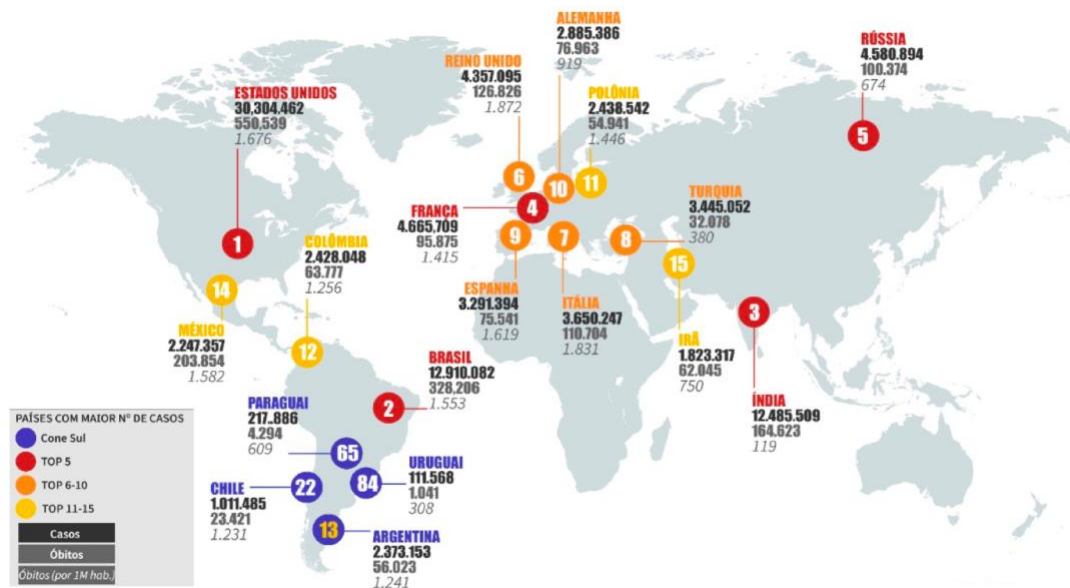 ALEMANHA
2.885.386
76.963
919
RÚSSIA
4.580.894
100.374
674
5
REINO UNIDO
4.357.095
126.826
1.872
6
POLÔNIA
2.438.542
54.941
1.446
10
11
ESTADOS UNIDOS
30,304.462
550,539
1.676
1
FRANÇA
4.665,709
95.875
1.415
4
TURQUIA
3.445.052
32.078
380
9
7
8
COLÔMBIA
2.428.048
63.777
1.256
15
14
ESPANHA
3.291.394
75.541
1.619
ITÁLIA
3.650.247
110.704
1.831
3
MÉXICO
2.247.357
203.854
1.582
12
IRÃ
1.823.317
62.045
750
BRASIL
12.910.082
328.206
1.553
2
ÍNDIA
12.485.509
164.623
119
PARAGUAI
217.886
4.294
609
65
URUGUAI
111.568
1.041
308
84
CHILE
1.011.485
23.421
1.231
22
13
ARGENTINA
2.373.153
56.023
1.241
PAÍSES COM MAIOR Nº DE CASOS
Cone Sul
TOP 5
TOP 6-10
TOP 11-15
Casos
Óbitos
Óbitos (por 1M hab.)